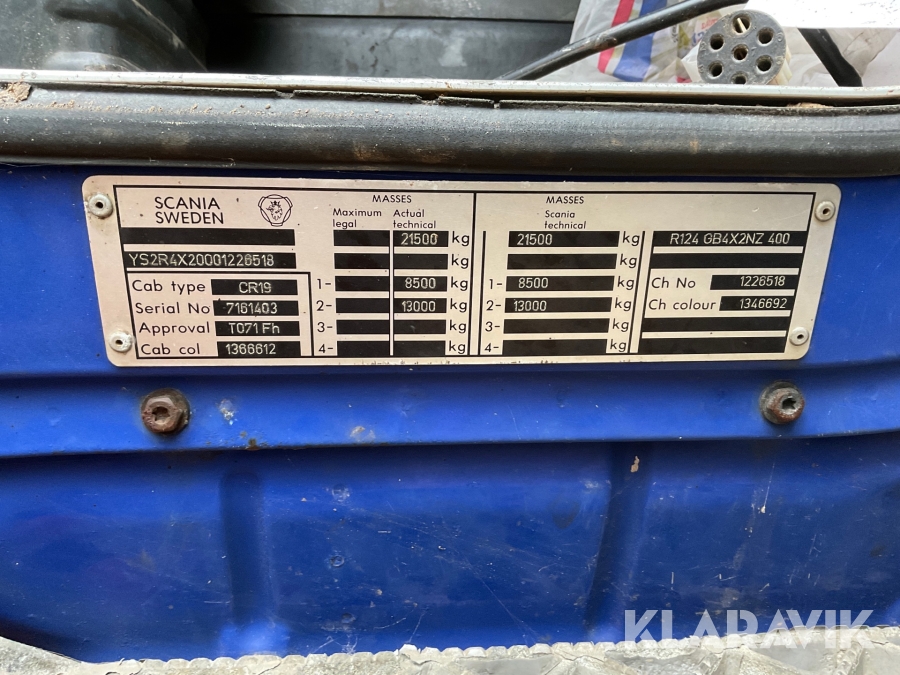 SCANIA
SWEDEN
YS2R4X20001226518
Cab type CR19
Serial No 7161403
Approval T071 Fh
Cab col 1366612
MASSES
Maximum legal Actuál technical
21500 kg
kg
1- 8500 kg
2- 13000 kg
3- kg
4- kg
MASSES
Scania technical
21500 kg
kg
1- 8500 kg
2- 13000 kg
3- kg
4- kg
R124 GB4X2NZ 400
Ch No 1226518
Ch colour 1346692
KLARAVIK